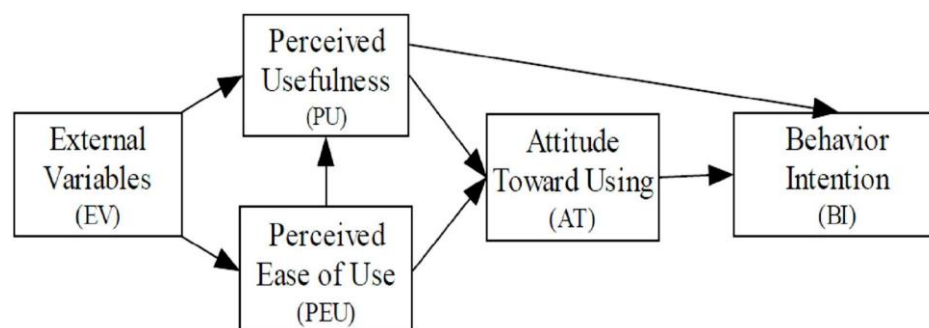 Perceived
Usefulness
(PU)
External
Variables
(EV)
Perceived
Ease of Use
(PEU)
Attitude
Toward Using
(AT)
Behavior
Intention
(BI)